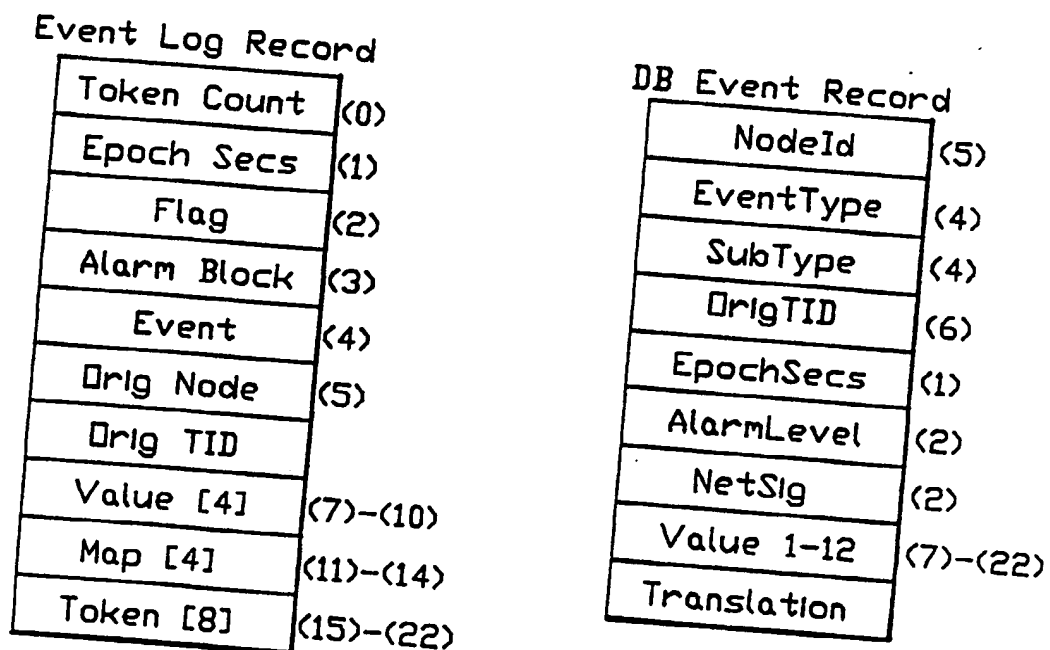 Event Log Record
Token Count (0)
Epoch Secs (1)
Flag (2)
Alarm Block (3)
Event (4)
Orig Node (5)
Orig TID
Value [4] (7)-(10)
Map [4] (11)-(14)
Token [8] (15)-(22)
DB Event Record
NodeId (5)
EventType (4)
SubType (4)
OrigTID (6)
EpochSecs (1)
AlarmLevel (2)
NetSig (2)
Value 1-12 (7)-(22)
Translation